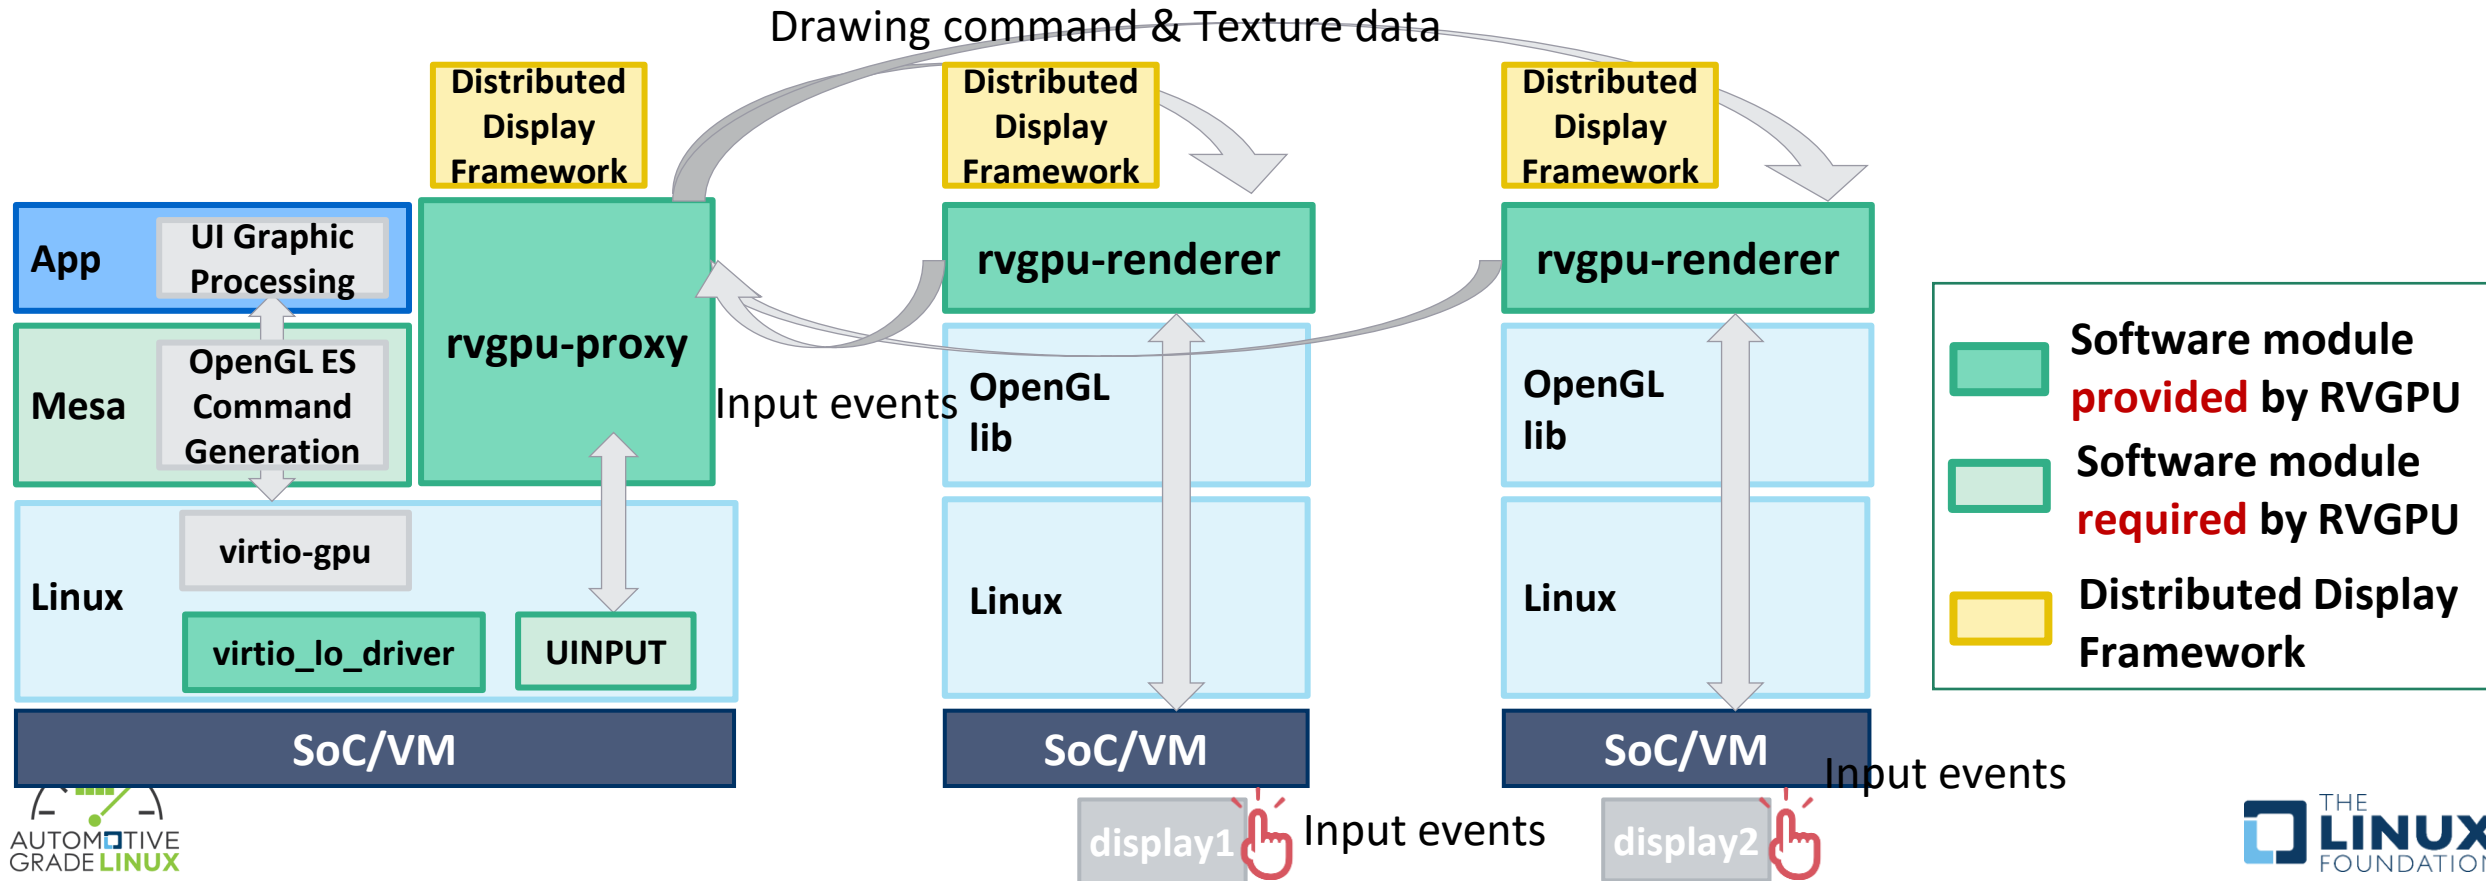 Drawing command & Texture data
Distributed
Display
Framework
Distributed
Display
Framework
Distributed
Display
Framework
App
UI Graphic
Processing
Mesa
OpenGL ES
Command
Generation
rvgpu-proxy
rvgpu-renderer
rvgpu-renderer
Input events
OpenGL
lib
OpenGL
lib
Linux
virtio-gpu
virtio_lo_driver
UINPUT
Linux
Linux
SoC/VM
SoC/VM
SoC/VM
display1
Input events
display2
Input events
Software module
provided by RVGPU
Software module
required by RVGPU
Distributed Display
Framework
AUTOMOTIVE
GRADE LINUX
THE
LINUX
FOUNDATION